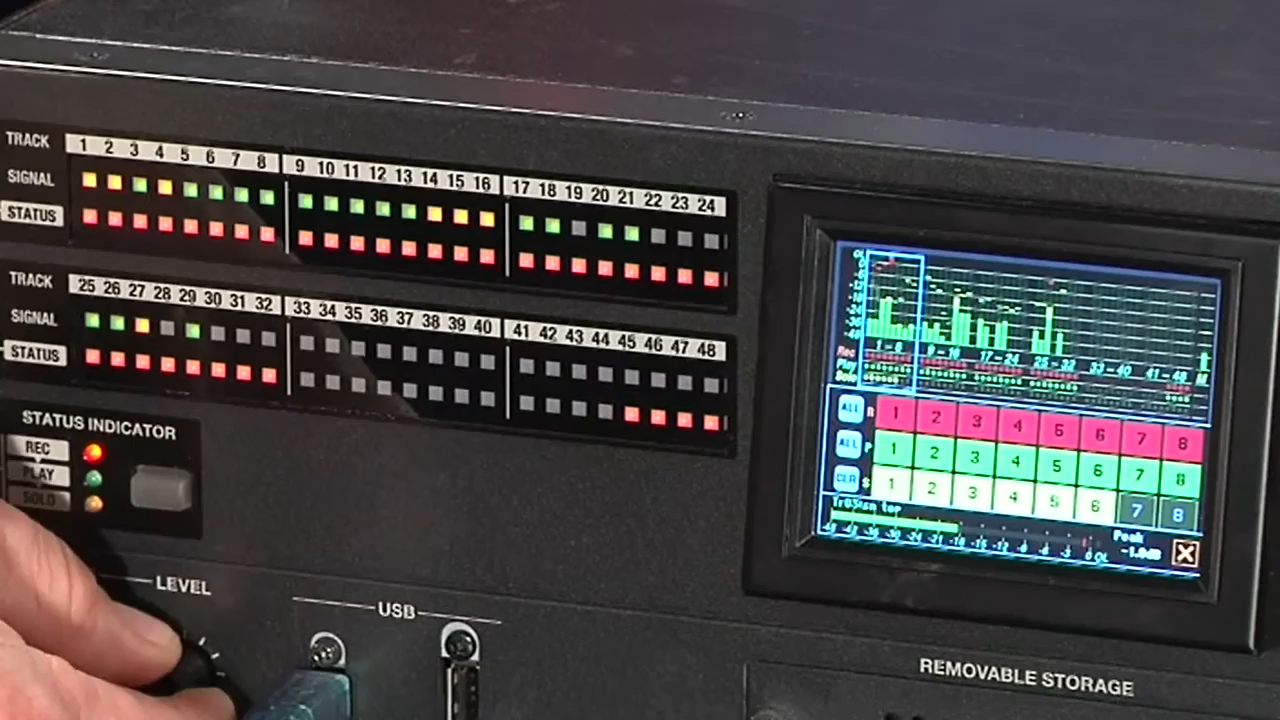 TRACK 1 2 3 4 5 6 7 8 9 10 11 12 13 14 15 16 17 18 19 20 21 22 23 24
SIGNAL
STATUS
TRACK 25 26 27 28 29 30 31 32 33 34 35 36 37 38 39 40 41 42 43 44 45 46 47 48
SIGNAL
STATUS
STATUS INDICATOR
REC
PLAY
SOLO
LEVEL
USB
REMOVABLE STORAGE
1-8 9-16 17-24 25-32 33-40 41-48 M
Rec
Play
Solo
ALL R 1 2 3 4 5 6 7 8
ALL P 1 2 3 4 5 6 7 8
CLR S 1 2 3 4 5 6 7 8
Peak